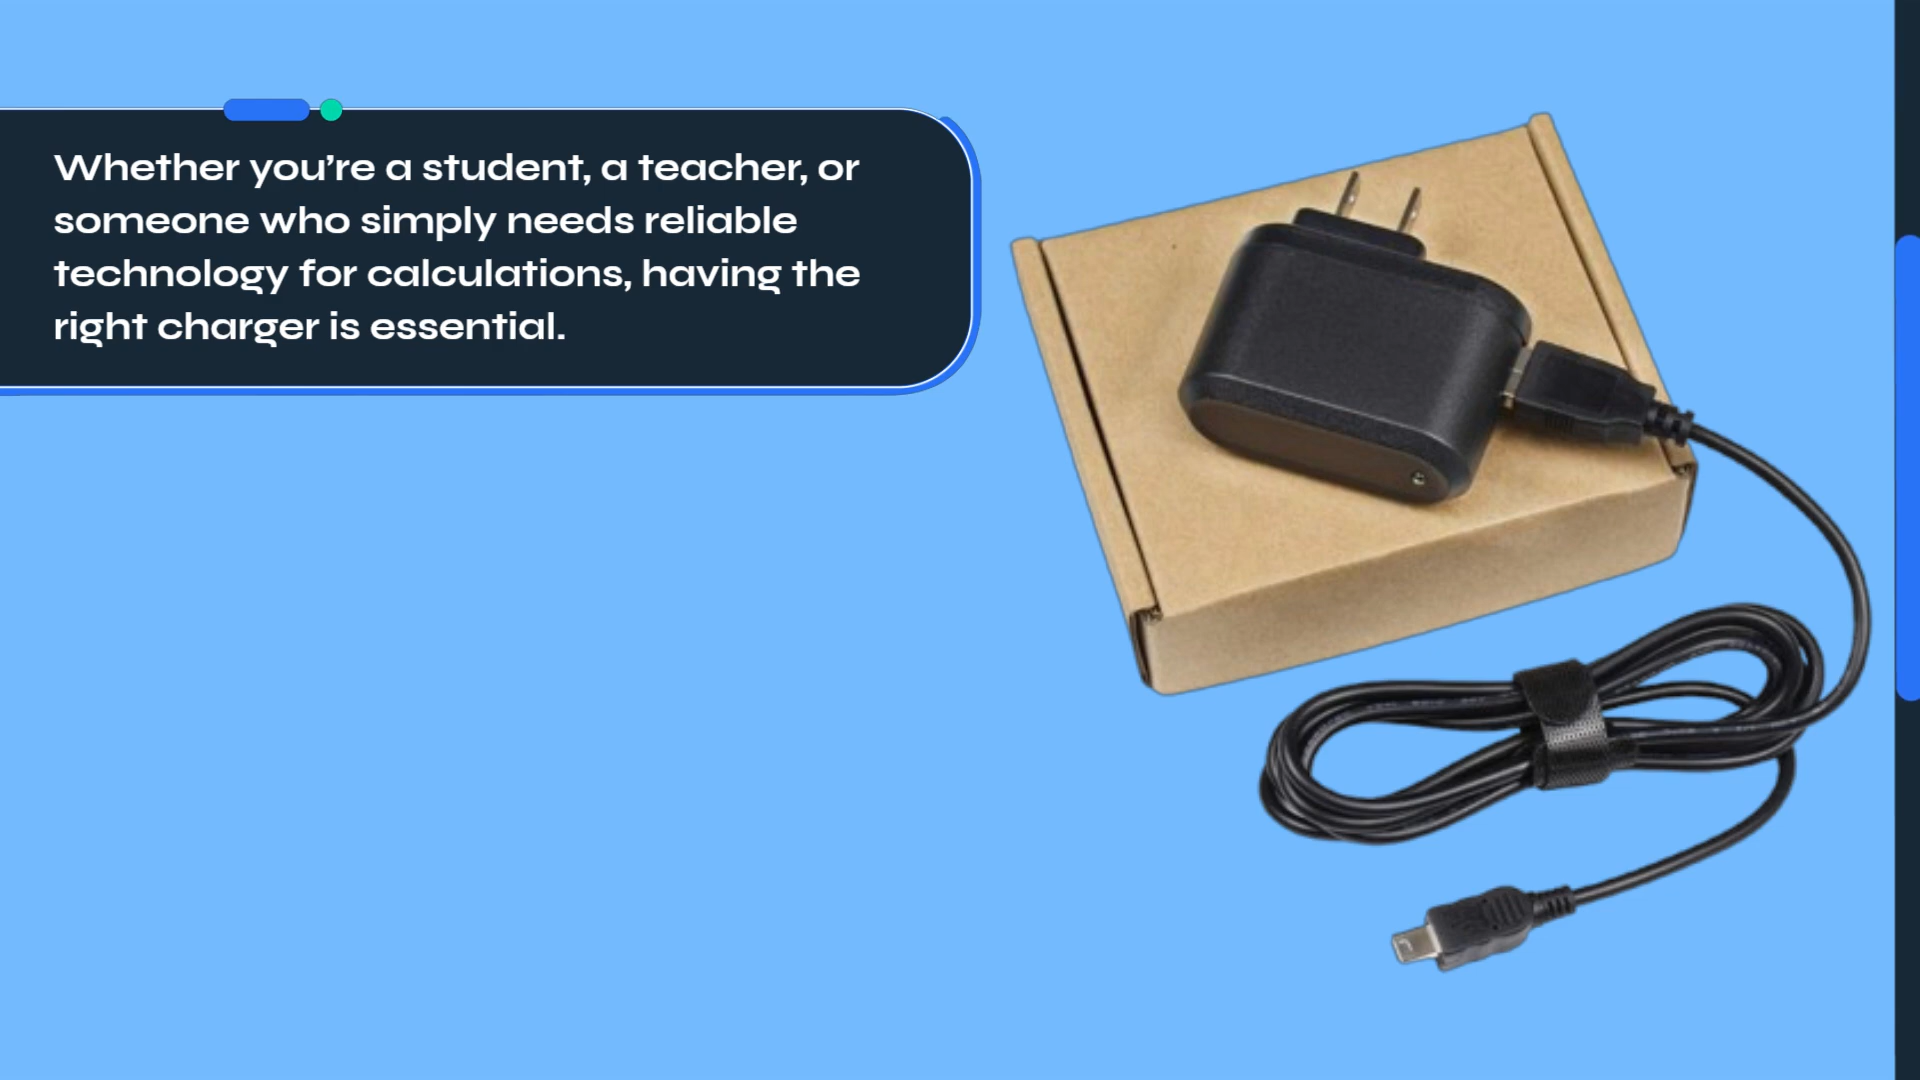 Whether you’re a student, a teacher, or
someone who simply needs reliable
technology for calculations, having the
right charger is essential.